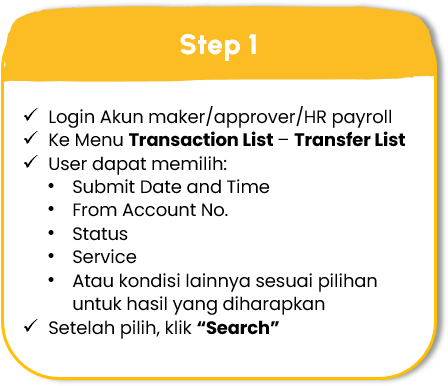 Step 1
✓ Login Akun maker/approver/HR payroll
✓ Ke Menu Transaction List – Transfer List
✓ User dapat memilih:
• Submit Date and Time
• From Account No.
• Status
• Service
• Atau kondisi lainnya sesuai pilihan
untuk hasil yang diharapkan
✓ Setelah pilih, klik “Search”